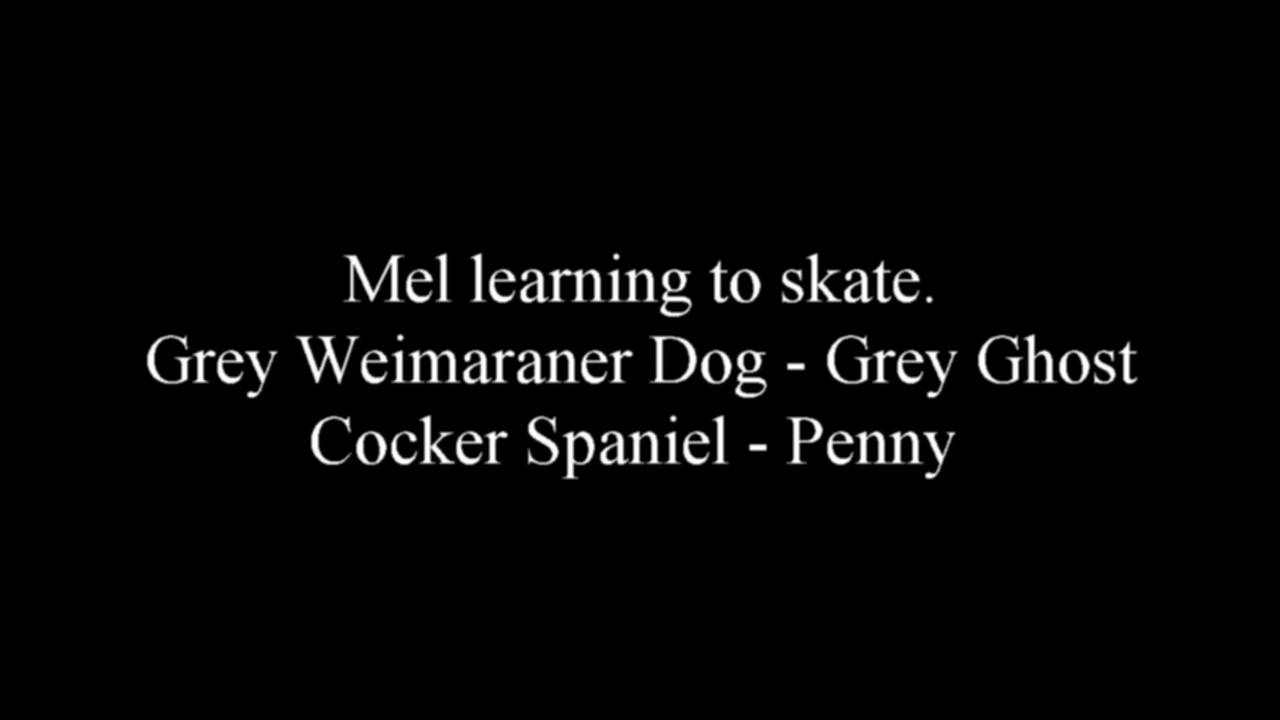 Mel learning to skate.
Grey Weimaraner Dog - Grey Ghost
Cocker Spaniel - Penny